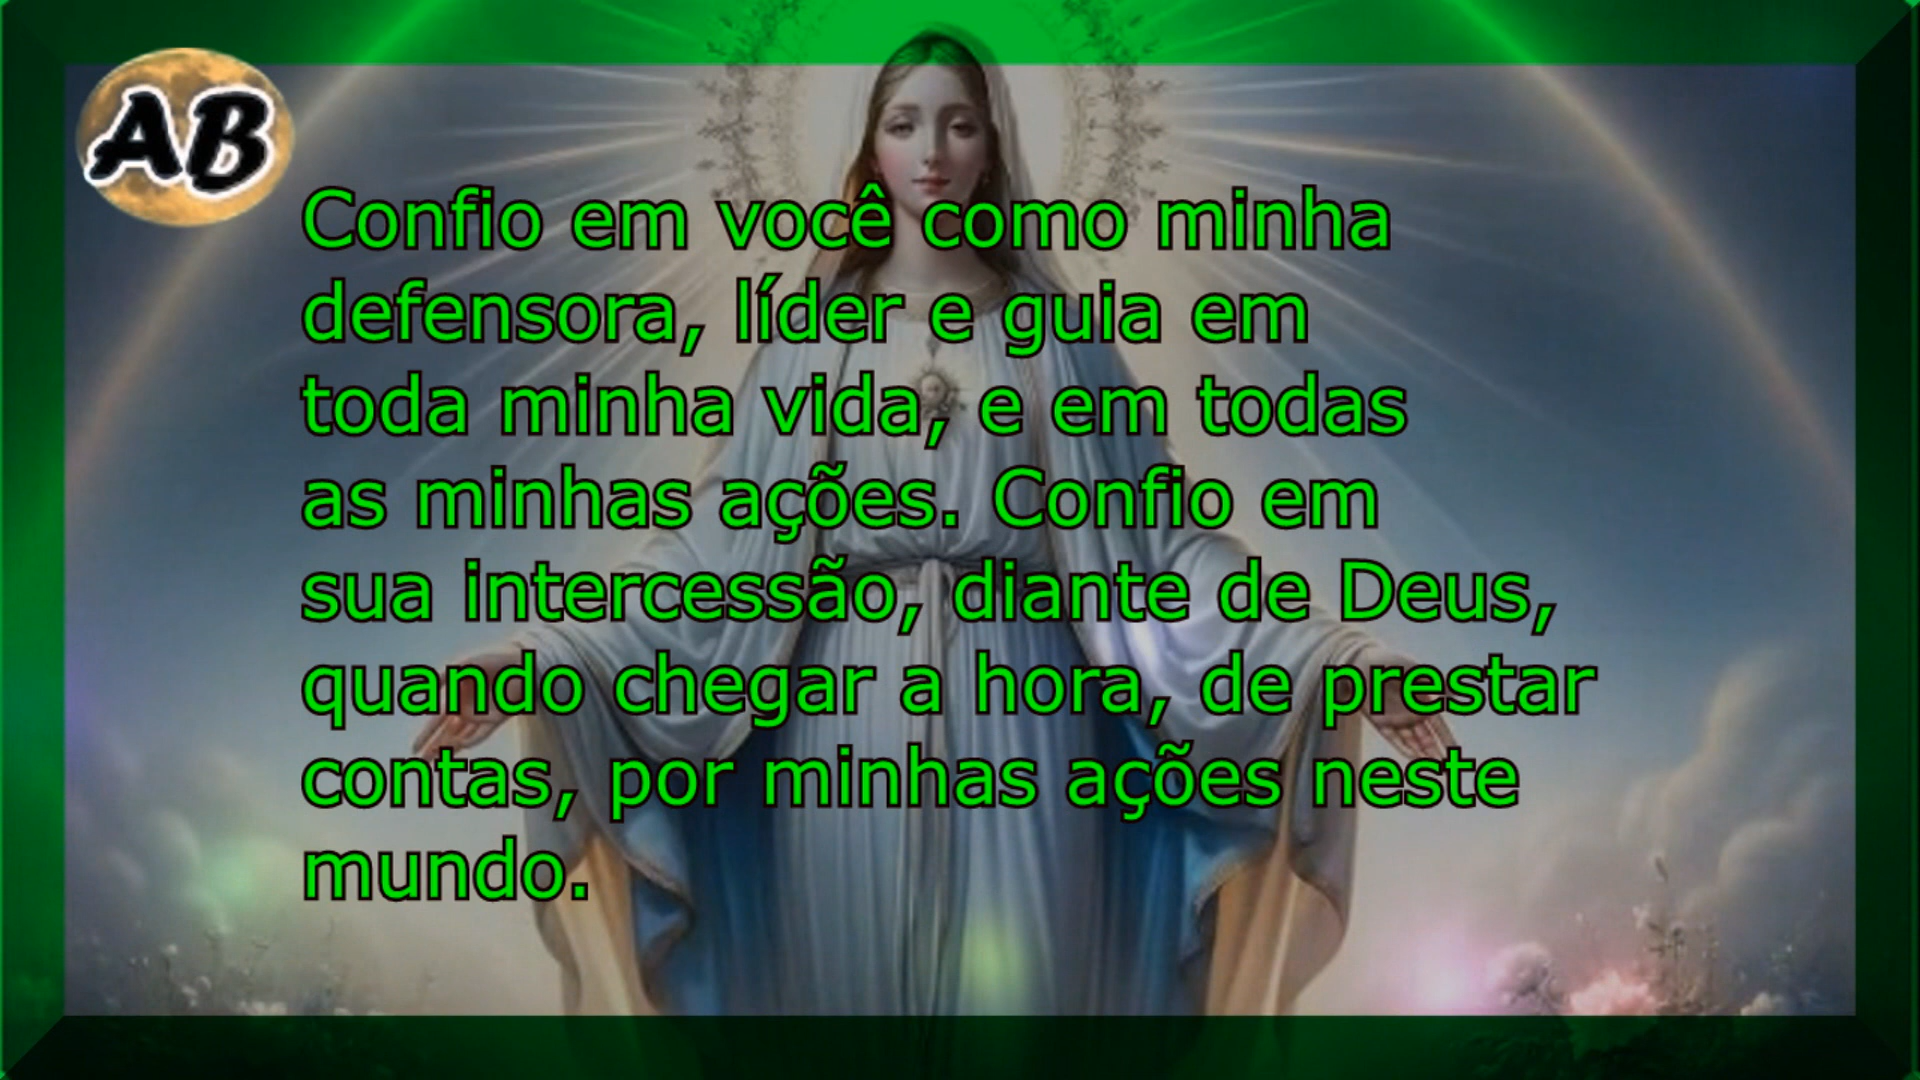 AB
Confio em você como minha
defensora, líder e guia em
toda minha vida, e em todas
as minhas ações. Confio em
sua intercessão, diante de Deus,
quando chegar a hora, de prestar
contas, por minhas ações neste
mundo.